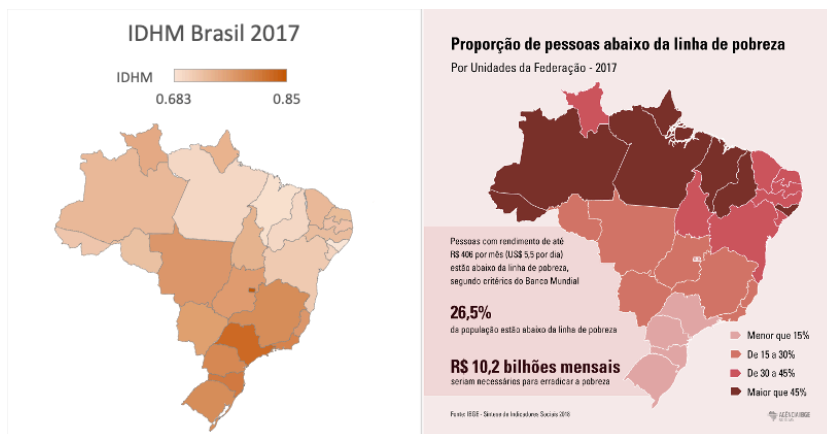 IDHM Brasil 2017
IDHM
0.683
0.85
Proporção de pessoas abaixo da linha de pobreza
Por Unidades da Federação - 2017
Pessoas com rendimento de até
R$ 406 por mês (US$ 5,5 por dia)
estão abaixo da linha de pobreza,
segundo critérios do Banco Mundial
26,5%
da população estão abaixo da linha de pobreza
R$ 10,2 bilhões mensais
seriam necessários para erradicar a pobreza
Menor que 15%
De 15 a 30%
De 30 a 45%
Maior que 45%
Fonte: IBGE - Síntese de Indicadores Sociais 2018
AGÊNCIA IBGE